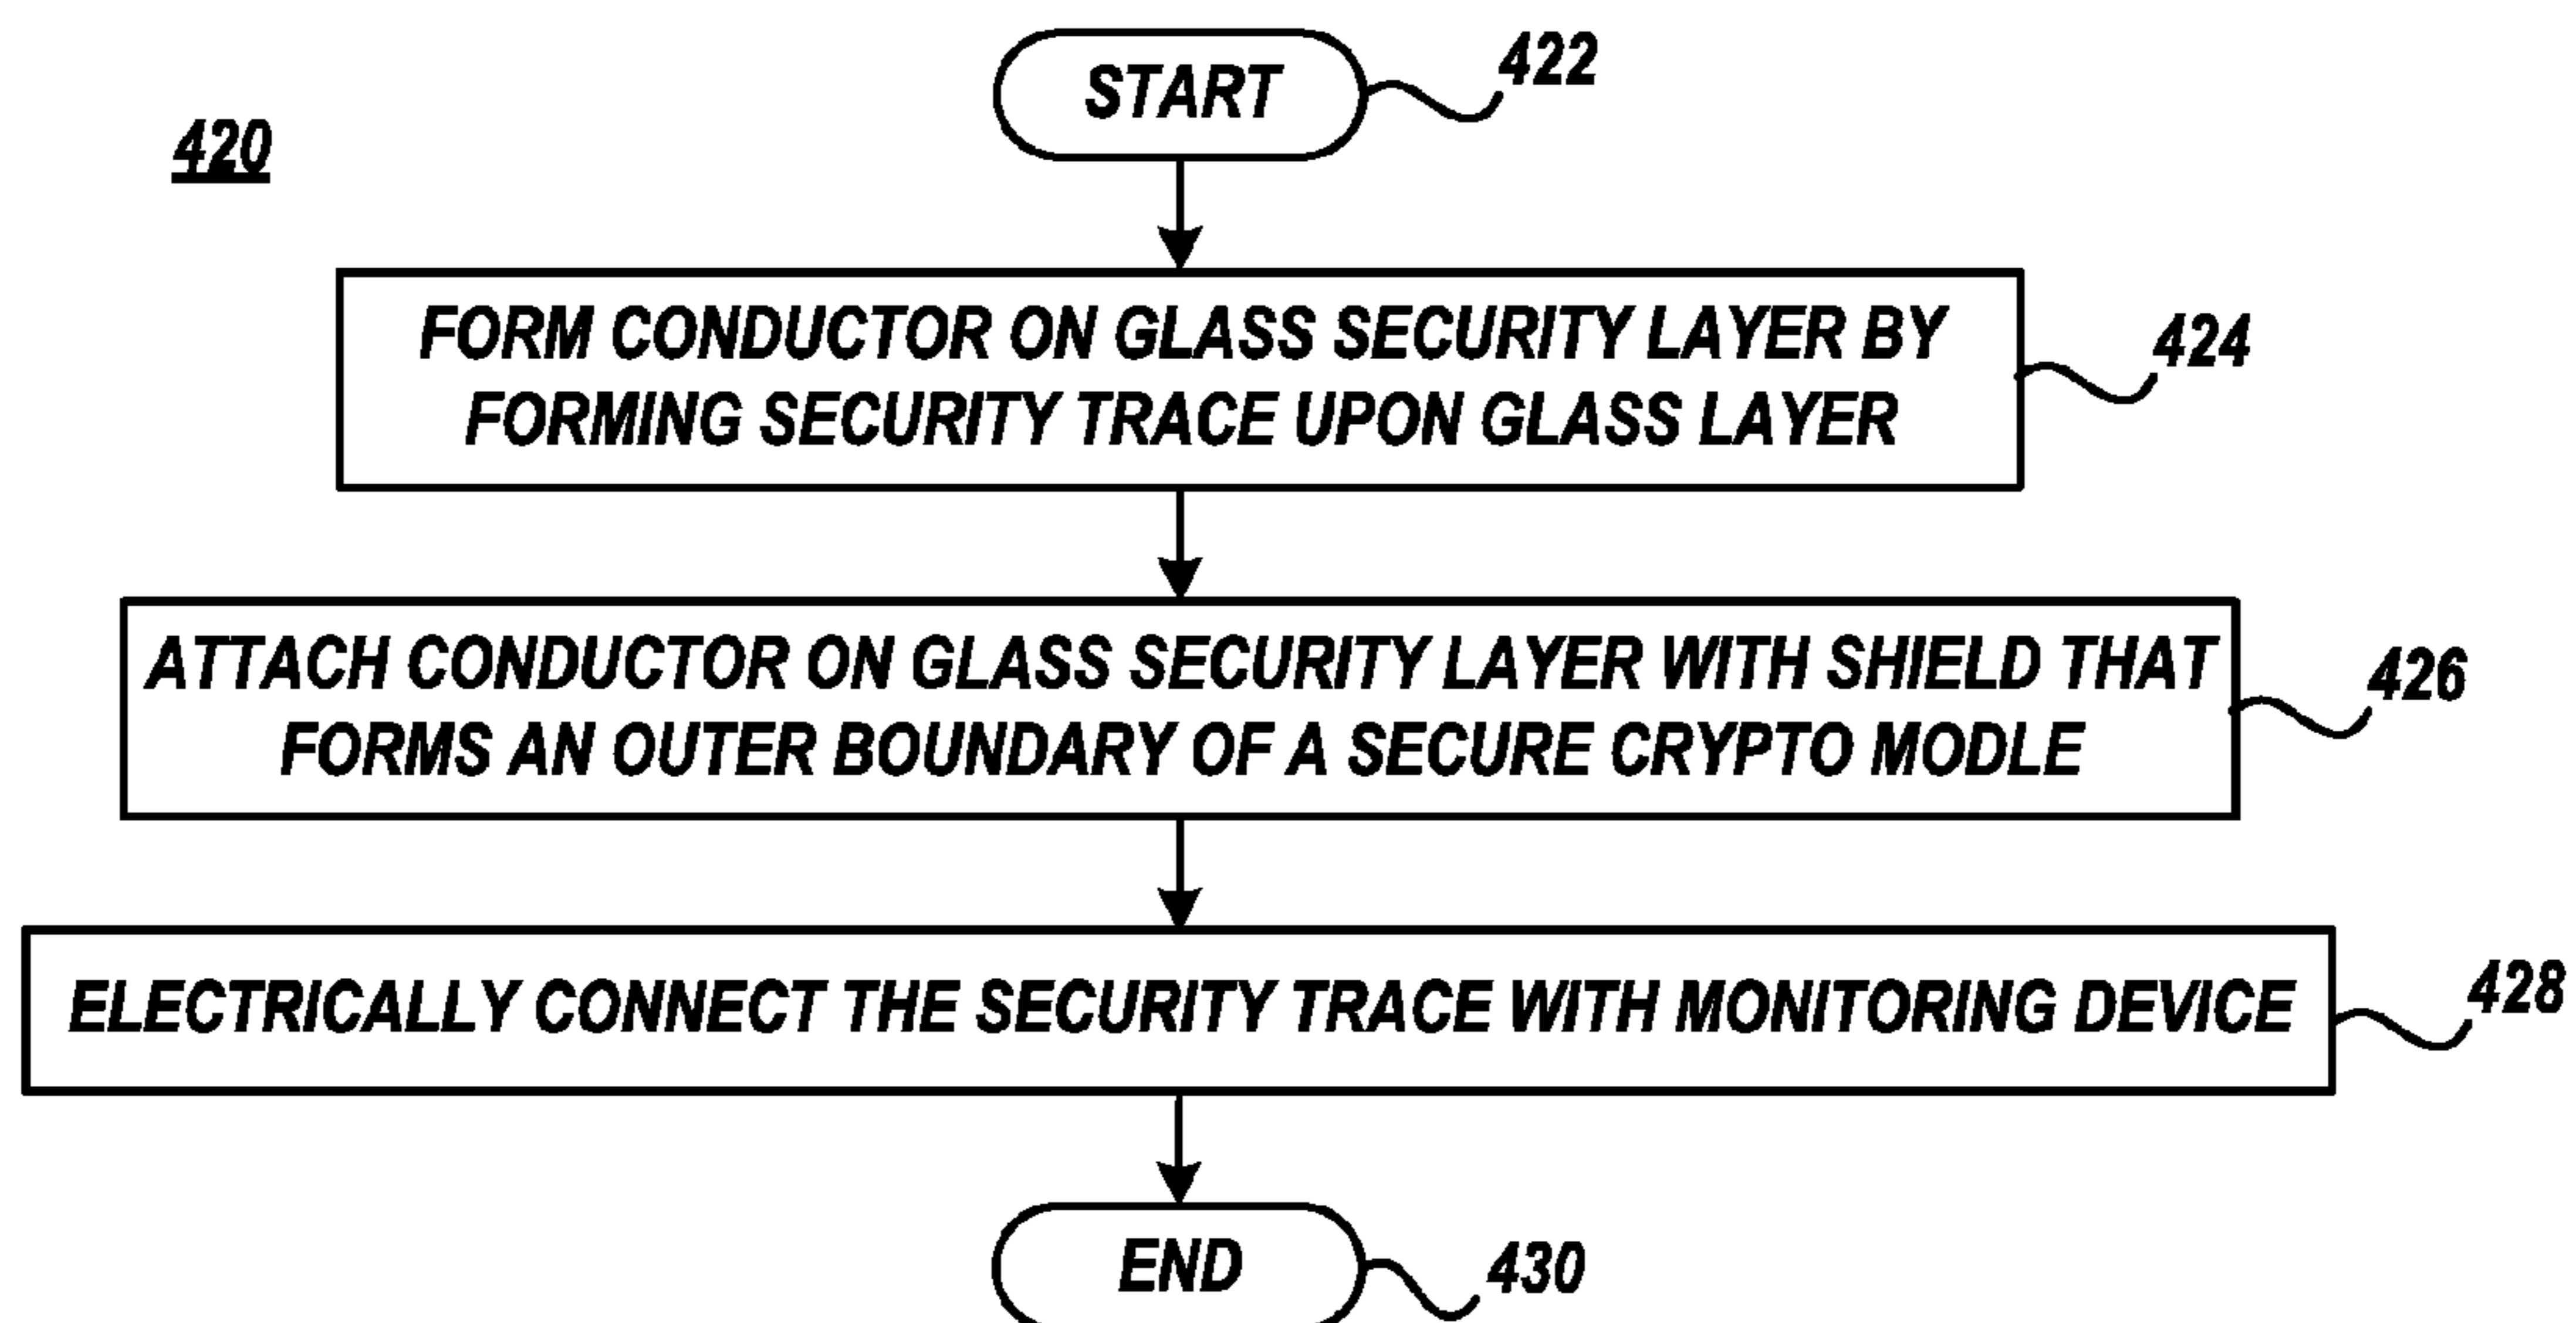 START
422
420
FORM CONDUCTOR ON GLASS SECURITY LAYER BY
FORMING SECURITY TRACE UPON GLASS LAYER
424
ATTACH CONDUCTOR ON GLASS SECURITY LAYER WITH SHIELD THAT
FORMS AN OUTER BOUNDARY OF A SECURE CRYPTO MODLE
426
ELECTRICALLY CONNECT THE SECURITY TRACE WITH MONITORING DEVICE
428
END
430